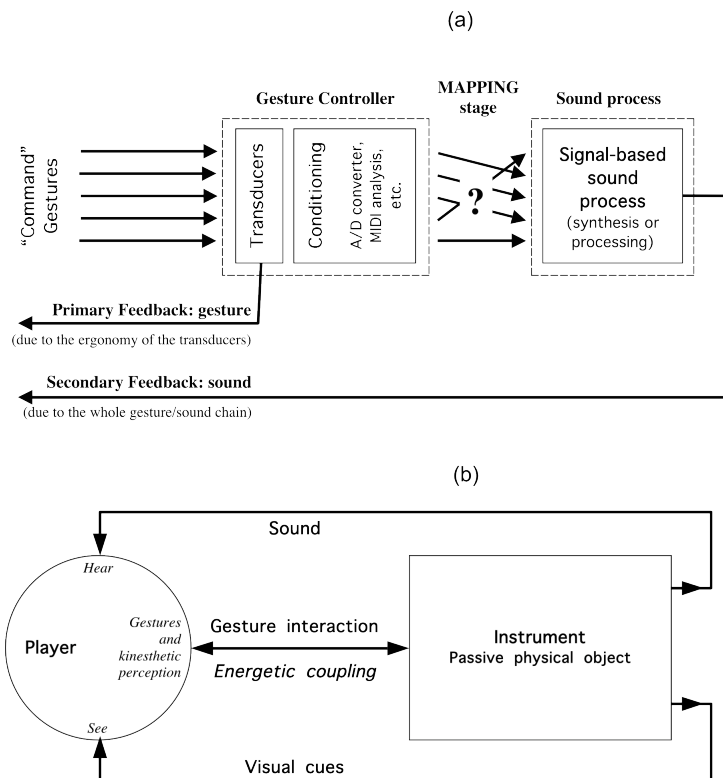 (a)
MAPPING
stage
Gesture Controller
Sound process
“Command”
Gestures
Transducers
Conditioning
A/D converter,
MIDI analysis,
etc.
?
Signal-based
sound
process
(synthesis or
processing)
Primary Feedback: gesture
(due to the ergonomy of the transducers)
Secondary Feedback: sound
(due to the whole gesture/sound chain)
(b)
Sound
Hear
Player
Gestures
and
kinesthetic
perception
See
Gesture interaction
Energetic coupling
Instrument
Passive physical object
Visual cues